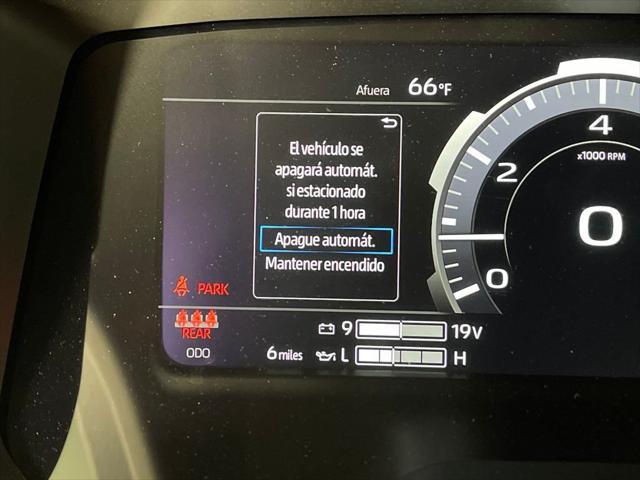 Afuera 66°F
El vehículo se
apagará automát.
si estacionado
durante 1 hora
Apague automát.
Mantener encendido
4
x1000 RPM
2
0
0
PARK
REAR
9 19V
ODO 6 miles L H